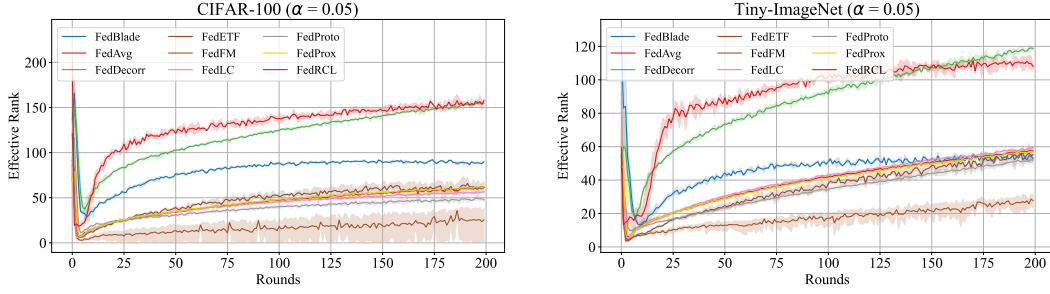 CIFAR-100 (α = 0.05)
Effective Rank
200
150
100
50
0
FedBlade
FedAvg
FedDecorr
FedETF
FedFM
FedLC
FedProto
FedProx
FedRCL
0 25 50 75 100 125 150 175 200
Rounds
Tiny-ImageNet (α = 0.05)
Effective Rank
120
100
80
60
40
20
0
FedBlade
FedAvg
FedDecorr
FedETF
FedFM
FedLC
FedProto
FedProx
FedRCL
0 25 50 75 100 125 150 175 200
Rounds